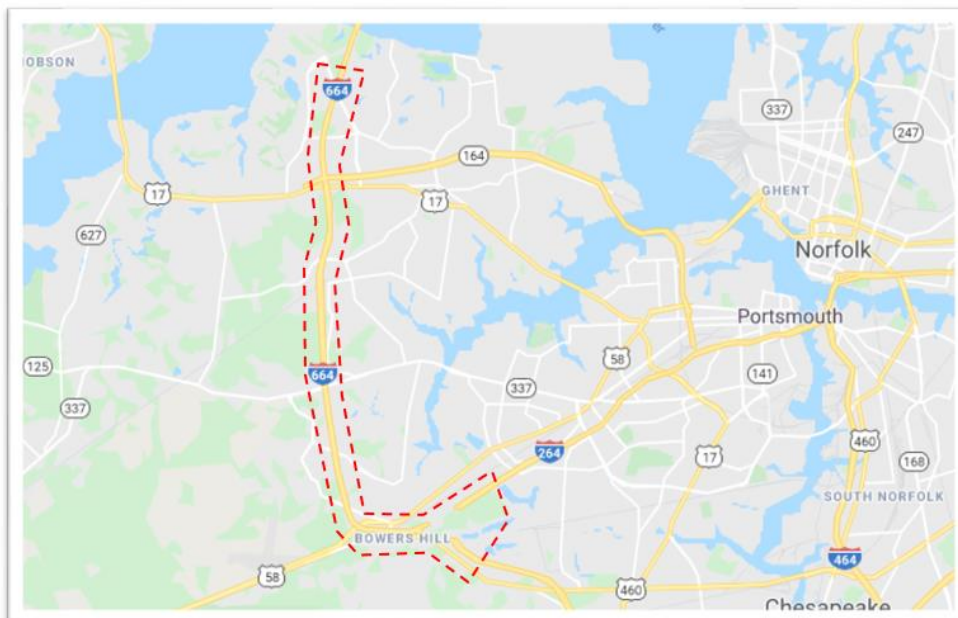 OBSON
664
337
247
164
17
17
GHENT
627
Norfolk
Portsmouth
58
125
664
337
141
337
264
17
460
168
SOUTH NORFOLK
BOWERS HILL
58
460
464
Chesapeake